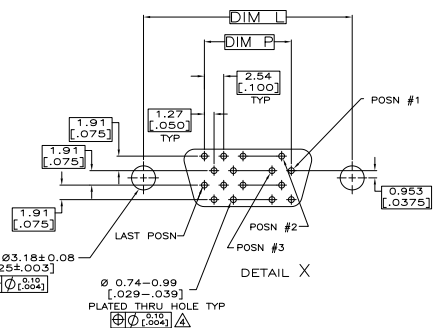 DIM L
DIM P
2.54
[.100]
TYP
POSN #1
1.27
[.050]
TYP
1.91
[.075]
1.91
[.075]
0.953
[.0375]
1.91
[.075]
LAST POSN
POSN #2
POSN #3
Ø3.18±0.08
25±.003]
Ø 0.10 [.004]
DETAIL X
Ø 0.74-0.99
[.029-.039]
PLATED THRU HOLE TYP
⌖ Ø 0.10 [.004] 4